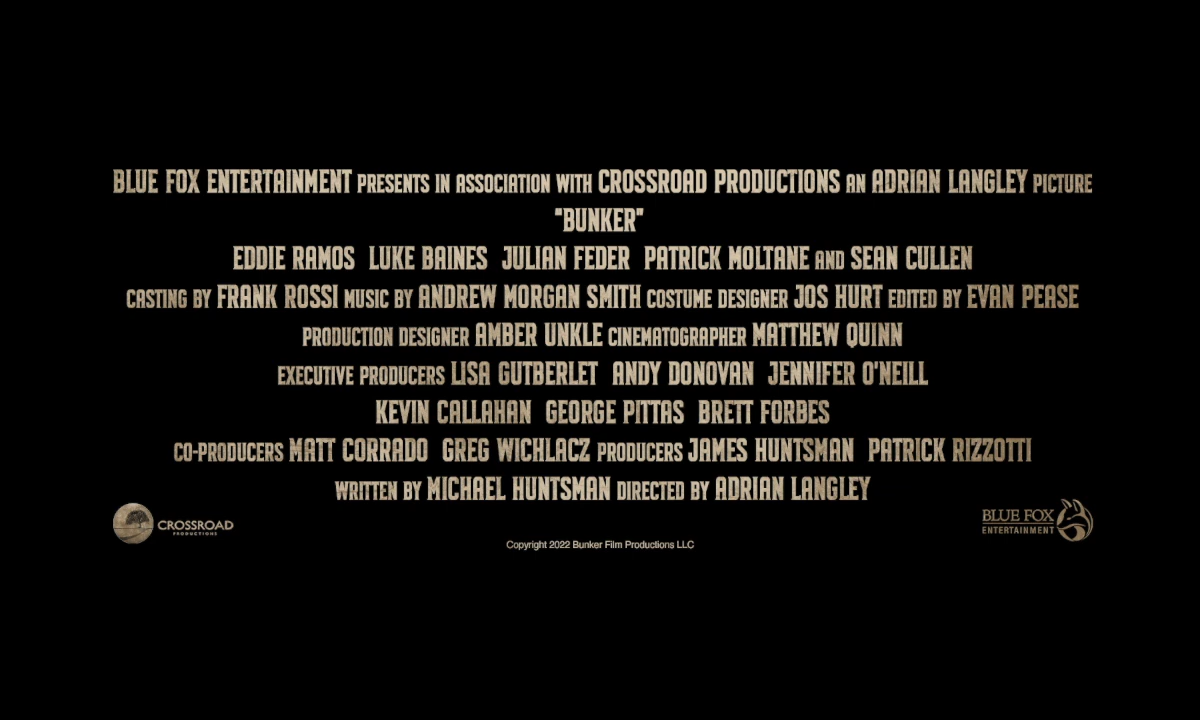 BLUE FOX ENTERTAINMENT PRESENTS IN ASSOCIATION WITH CROSSROAD PRODUCTIONS AN ADRIAN LANGLEY PICTURE
"BUNKER"
EDDIE RAMOS LUKE BAINES JULIAN FEDER PATRICK MOLTANE AND SEAN CULLEN
CASTING BY FRANK ROSSI MUSIC BY ANDREW MORGAN SMITH COSTUME DESIGNER JOS HURT EDITED BY EVAN PEASE
PRODUCTION DESIGNER AMBER UNKLE CINEMATOGRAPHER MATTHEW QUINN
EXECUTIVE PRODUCERS LISA GUTBERLET ANDY DONOVAN JENNIFER O'NEILL
KEVIN CALLAHAN GEORGE PITTAS BRETT FORBES
CO-PRODUCERS MATT CORRADO GREG WICHLACZ PRODUCERS JAMES HUNTSMAN PATRICK RIZZOTTI
WRITTEN BY MICHAEL HUNTSMAN DIRECTED BY ADRIAN LANGLEY
CROSSROAD
PRODUCTIONS
BLUE FOX
ENTERTAINMENT
Copyright 2022 Bunker Film Productions LLC